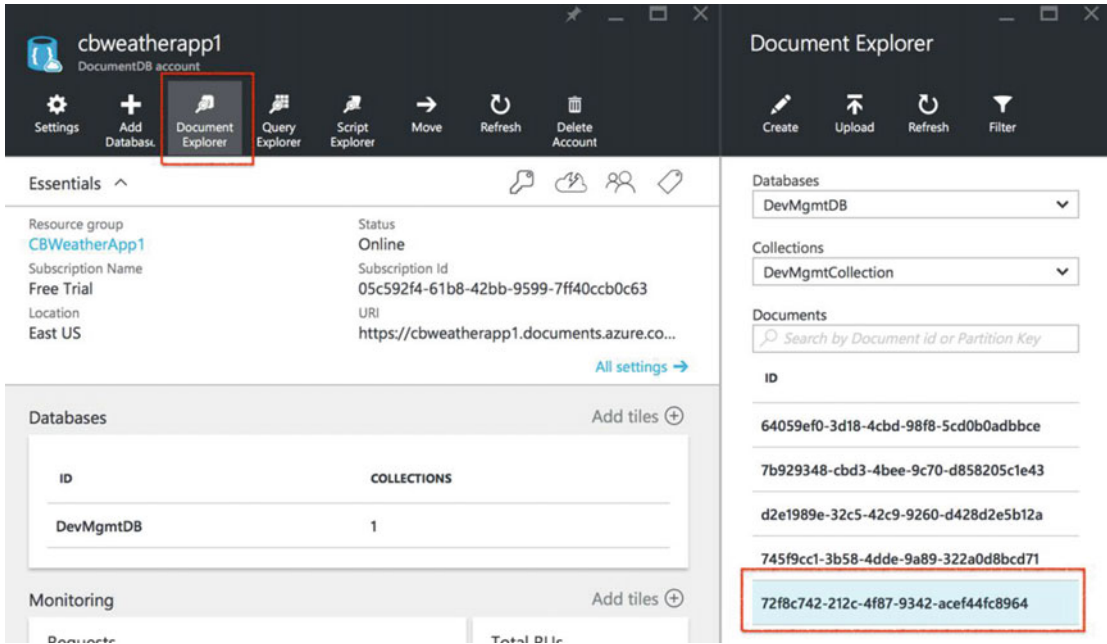 cbweatherapp1
DocumentDB account
Settings
Add Database
Document Explorer
Query Explorer
Script Explorer
Move
Refresh
Delete Account
Essentials
Resource group
CBWeatherApp1
Subscription Name
Free Trial
Location
East US
Status
Online
Subscription Id
05c592f4-61b8-42bb-9599-7ff40ccb0c63
URI
https://cbweatherapp1.documents.azure.co...
All settings
Databases
Add tiles
ID COLLECTIONS
DevMgmtDB 1
Monitoring
Add tiles
Requests
Total RUs
Document Explorer
Create
Upload
Refresh
Filter
Databases
DevMgmtDB
Collections
DevMgmtCollection
Documents
Search by Document id or Partition Key
ID
64059ef0-3d18-4cbd-98f8-5cd0b0adbbce
7b929348-cbd3-4bee-9c70-d858205c1e43
d2e1989e-32c5-42c9-9260-d428d2e5b12a
745f9cc1-3b58-4dde-9a89-322a0d8bcd71
72f8c742-212c-4f87-9342-acef44fc8964